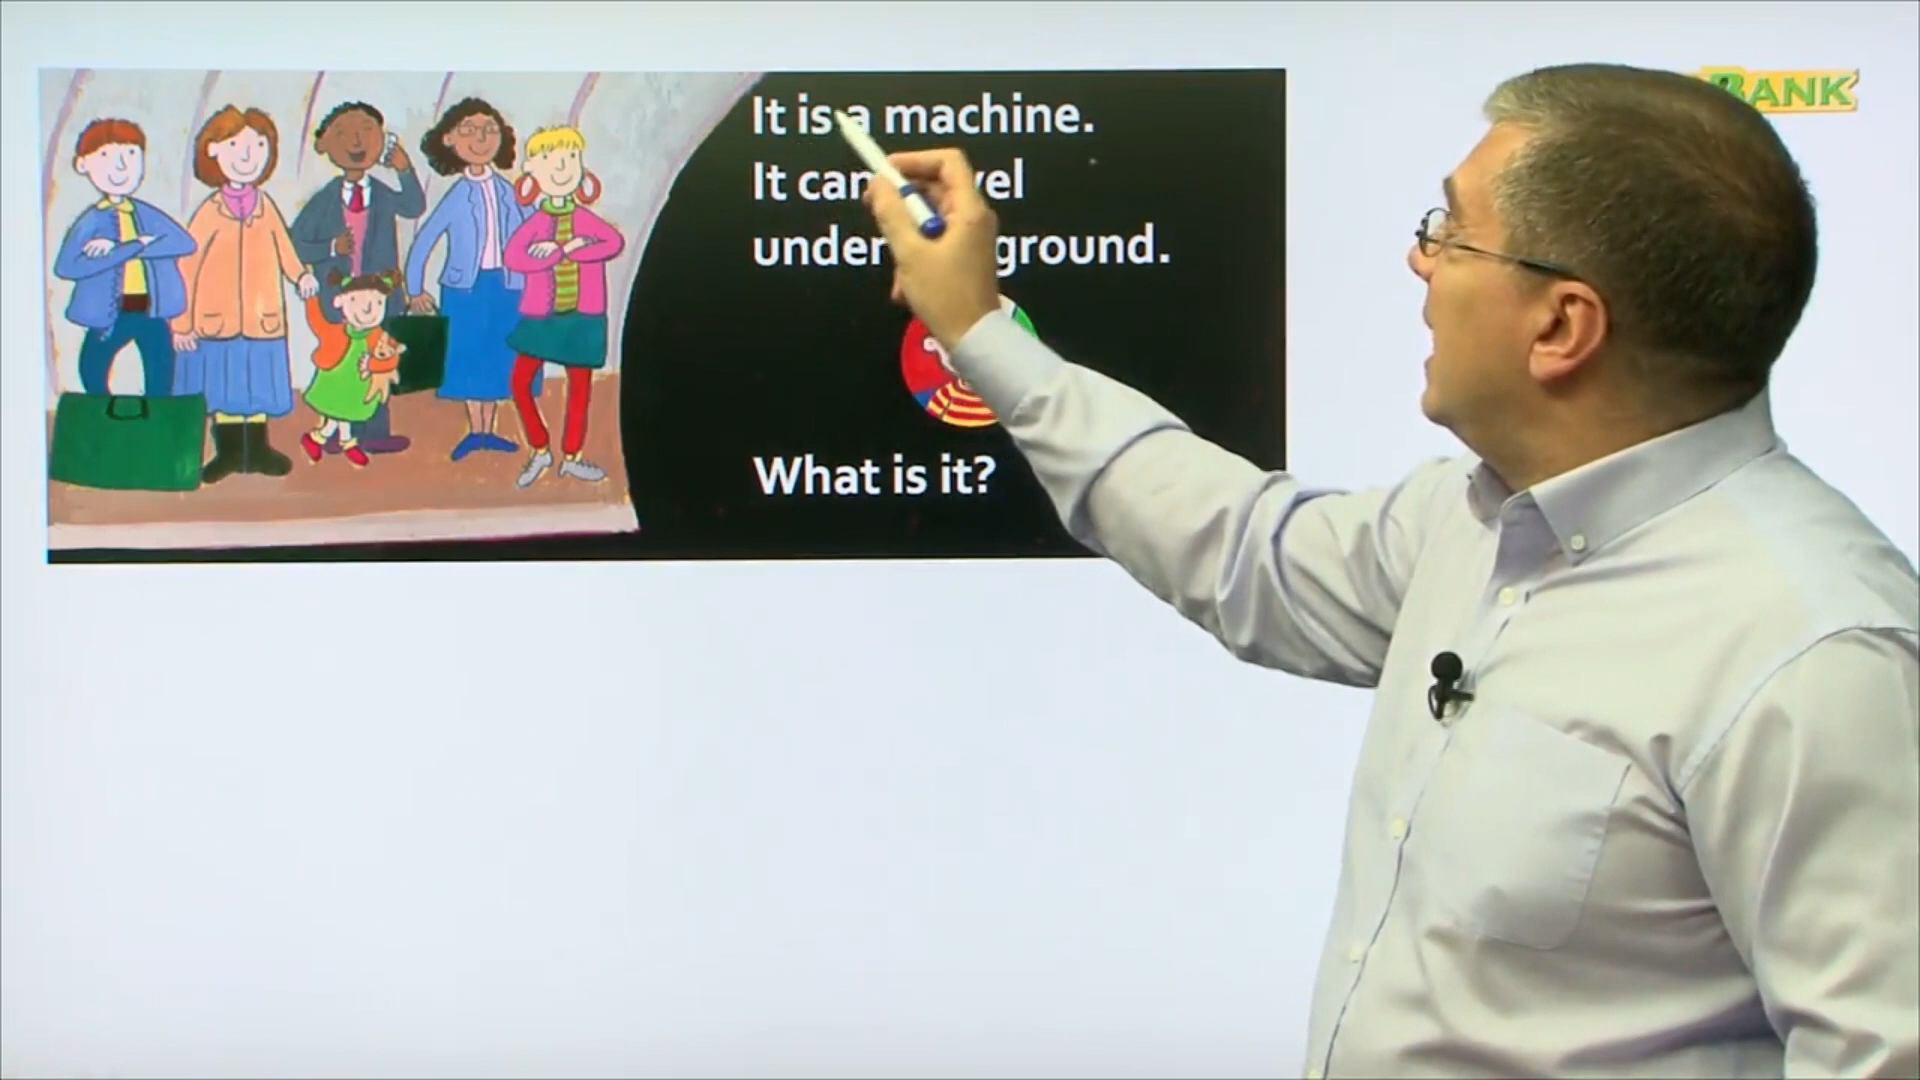 It is a machine.
It can
under ground.
What is it?
BANK